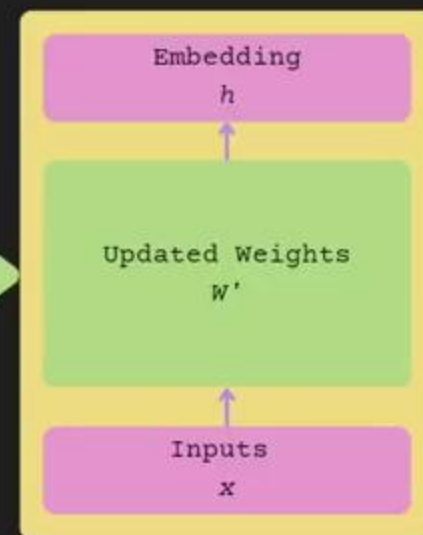 Embedding
h
Updated Weights
W'
Inputs
x